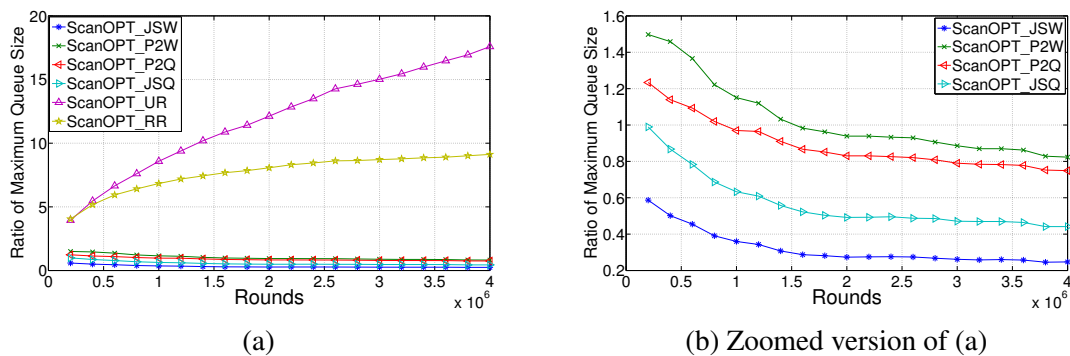 Ratio of Maximum Queue Size
20
15
10
5
0
ScanOPT_JSW
ScanOPT_P2W
ScanOPT_P2Q
ScanOPT_JSQ
ScanOPT_UR
ScanOPT_RR
0 0.5 1 1.5 2 2.5 3 3.5 4
Rounds
x 10^6
(a)
Ratio of Maximum Queue Size
1.6
1.4
1.2
1
0.8
0.6
0.4
0.2
ScanOPT_JSW
ScanOPT_P2W
ScanOPT_P2Q
ScanOPT_JSQ
0 0.5 1 1.5 2 2.5 3 3.5 4
Rounds
x 10^6
(b) Zoomed version of (a)